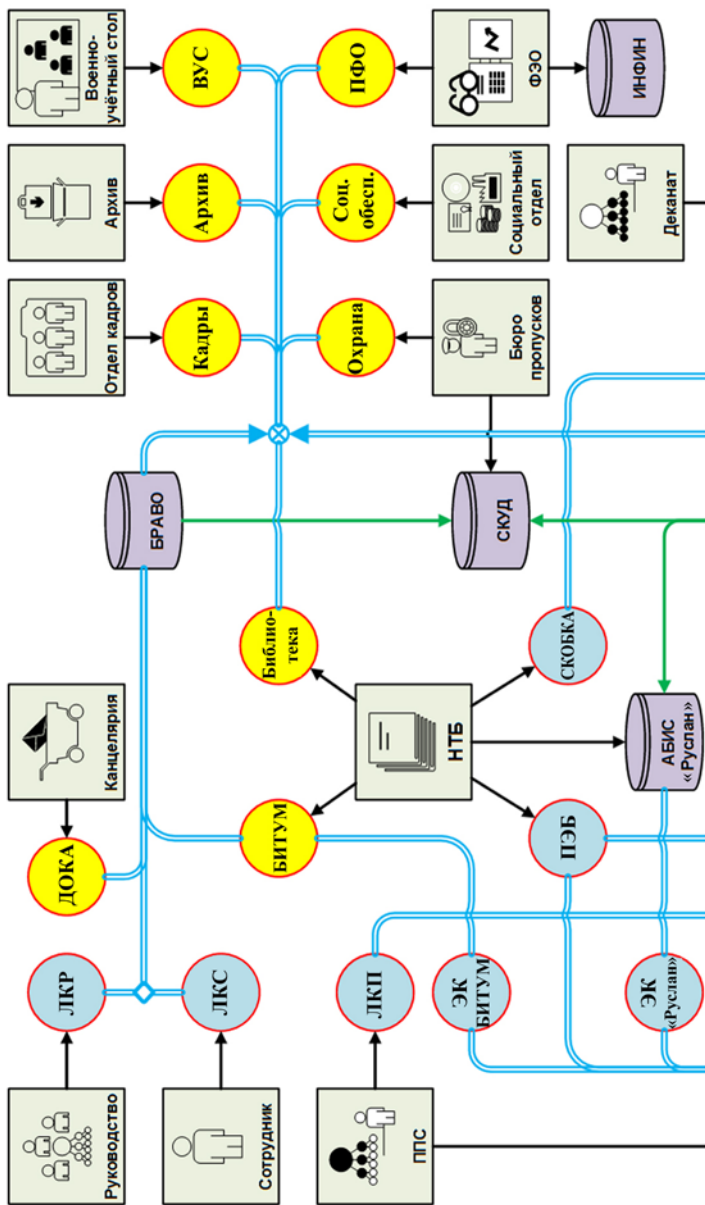 Руководство
Канцелярия
Отдел кадров
Архив
Военно-
учётный стол
ЛКР
ДОКА
БРАВО
Кадры
Архив
ВУС
Сотрудник
ЛКС
БИТУМ
Библио-
тека
Охрана
Соц.
обесп.
ПФО
ППС
ЛКП
НТБ
СКУД
Бюро
пропусков
Социальный
отдел
ФЭО
ЭК
БИТУМ
ПЭБ
СКОБКА
ИНФИН
ЭК
«Руслан»
АБИС
«Руслан»
Деканат